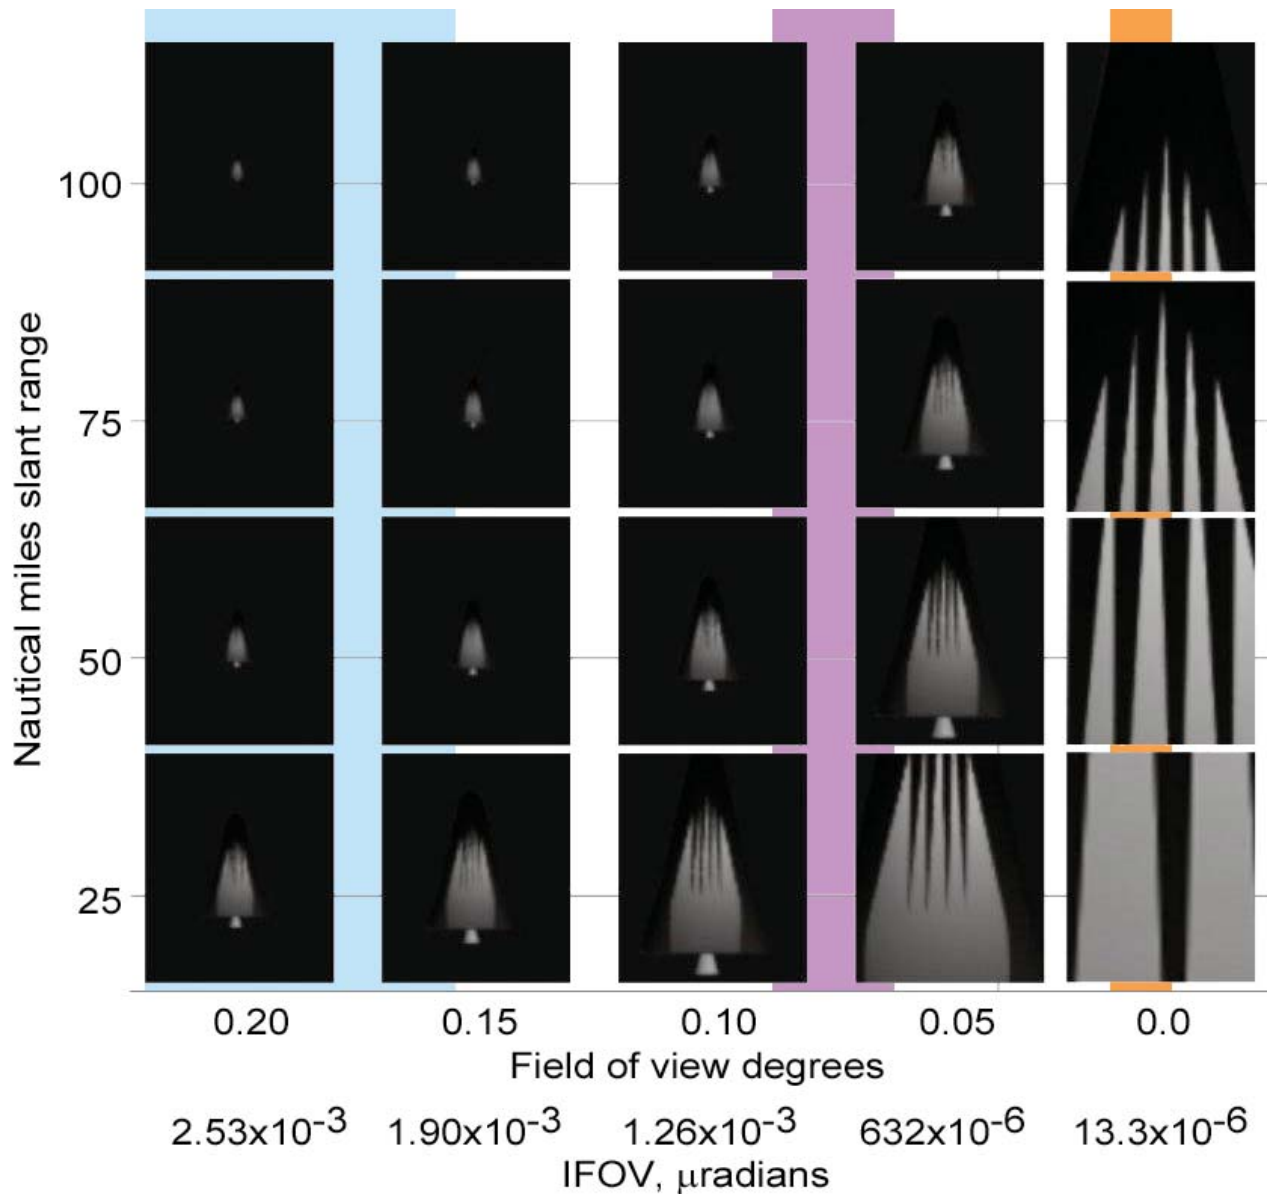 Nautical miles slant range
100
75
50
25
0.20 0.15 0.10 0.05 0.0
Field of view degrees
2.53x10-3 1.90x10-3 1.26x10-3 632x10-6 13.3x10-6
IFOV, μradians